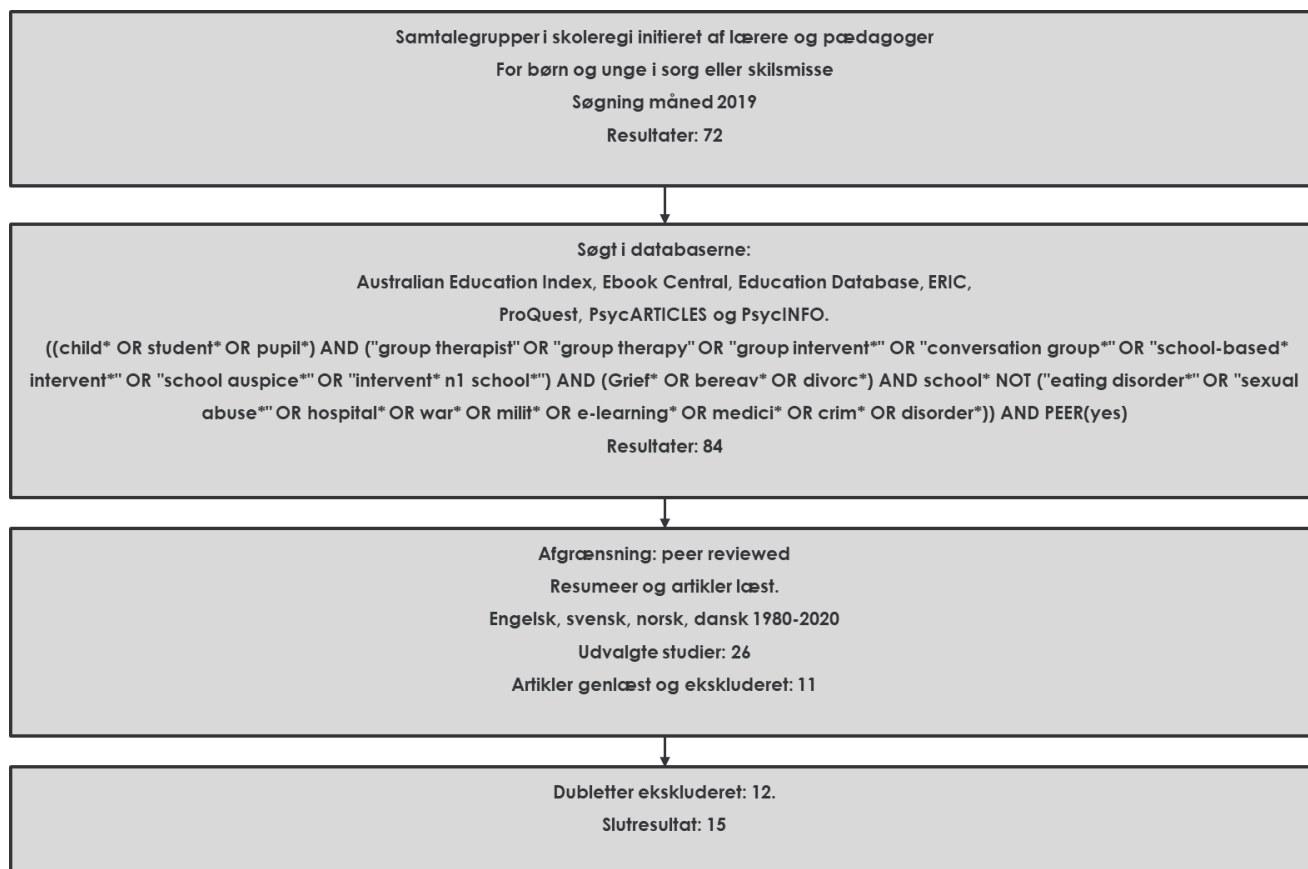 Samtalegrupper i skoleregi initieret af lærere og pædagoger
For børn og unge i sorg eller skilsmisse
Søgning måned 2019
Resultater: 72
Søgt i databaserne:
Australian Education Index, Ebook Central, Education Database, ERIC,
ProQuest, PsycARTICLES og PsycINFO.
((child* OR student* OR pupil*) AND ("group therapist" OR "group therapy" OR "group intervent*" OR "conversation group*" OR "school-based*
intervent*" OR "school auspice*" OR "intervent* n1 school*") AND (Grief* OR bereav* OR divorc*) AND school* NOT ("eating disorder*" OR "sexual
abuse*" OR hospital* OR war* OR milit* OR e-learning* OR medici* OR crim* OR disorder*)) AND PEER(yes)
Resultater: 84
Afgrænsning: peer reviewed
Resumeer og artikler læst.
Engelsk, svensk, norsk, dansk 1980-2020
Udvalgte studier: 26
Artikler genlæst og ekskluderet: 11
Dubletter ekskluderet: 12.
Slutresultat: 15